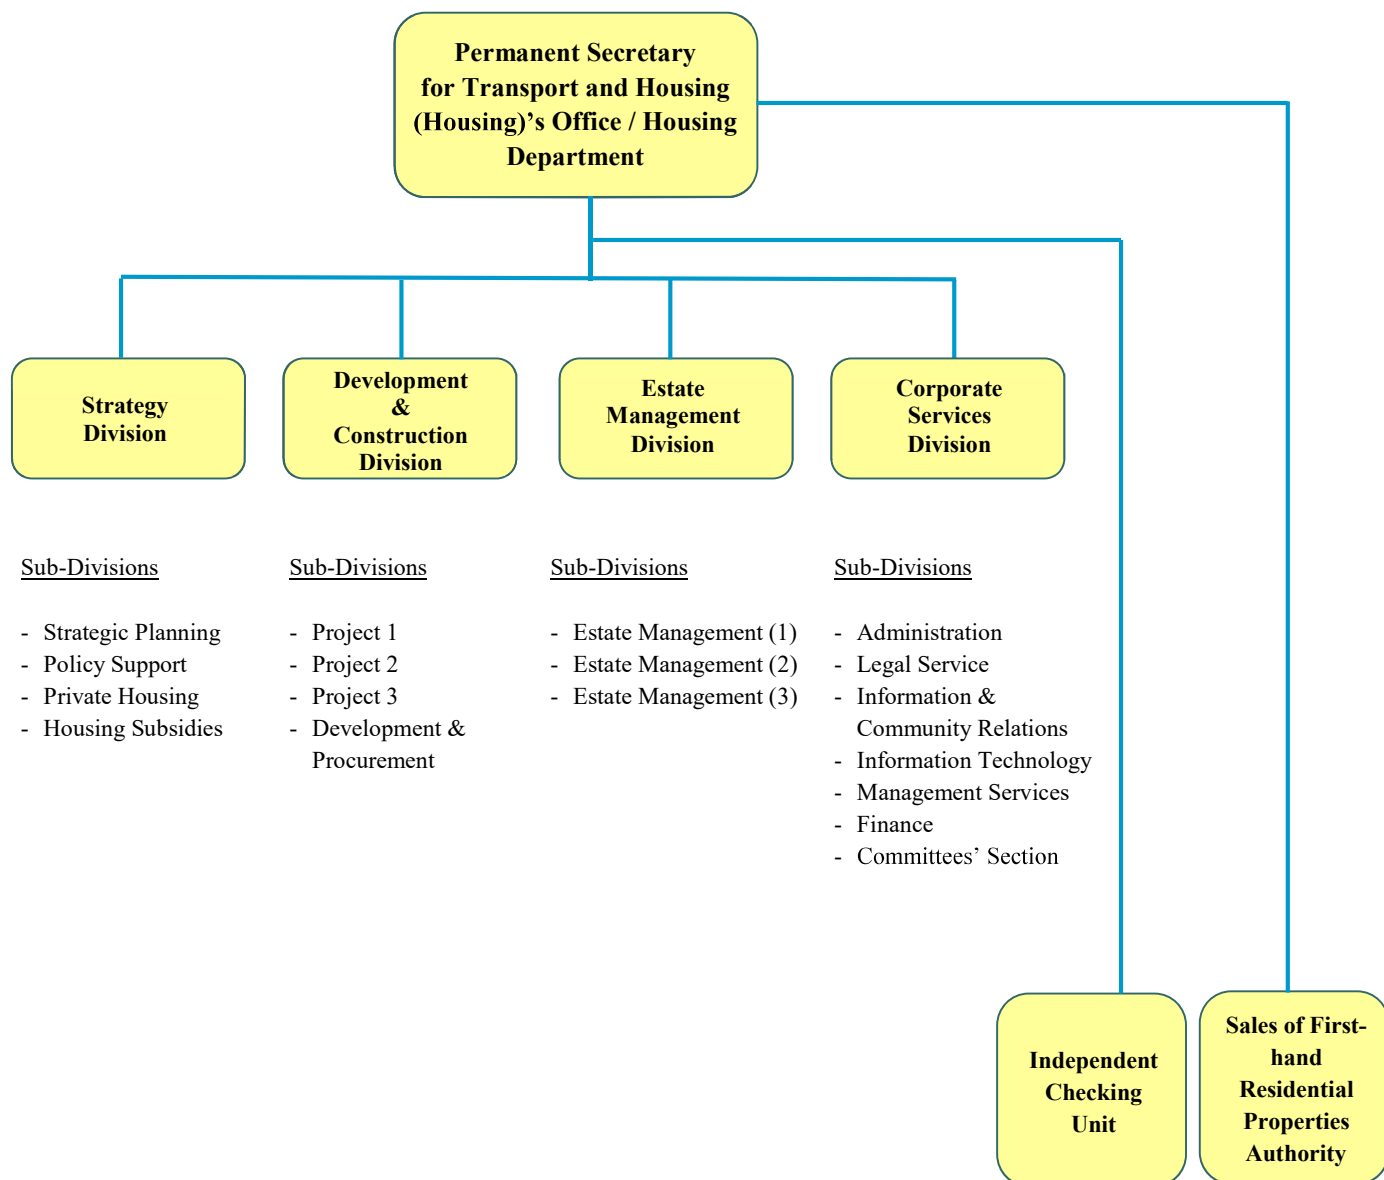 Permanent Secretary
for Transport and Housing
(Housing)’s Office / Housing
Department
Strategy
Division
Development
&
Construction
Division
Estate
Management
Division
Corporate
Services
Division
Sub-Divisions
- Strategic Planning
- Policy Support
- Private Housing
- Housing Subsidies
Sub-Divisions
- Project 1
- Project 2
- Project 3
- Development &
Procurement
Sub-Divisions
- Estate Management (1)
- Estate Management (2)
- Estate Management (3)
Sub-Divisions
- Administration
- Legal Service
- Information &
Community Relations
- Information Technology
- Management Services
- Finance
- Committees’ Section
Independent
Checking
Unit
Sales of First-
hand
Residential
Properties
Authority